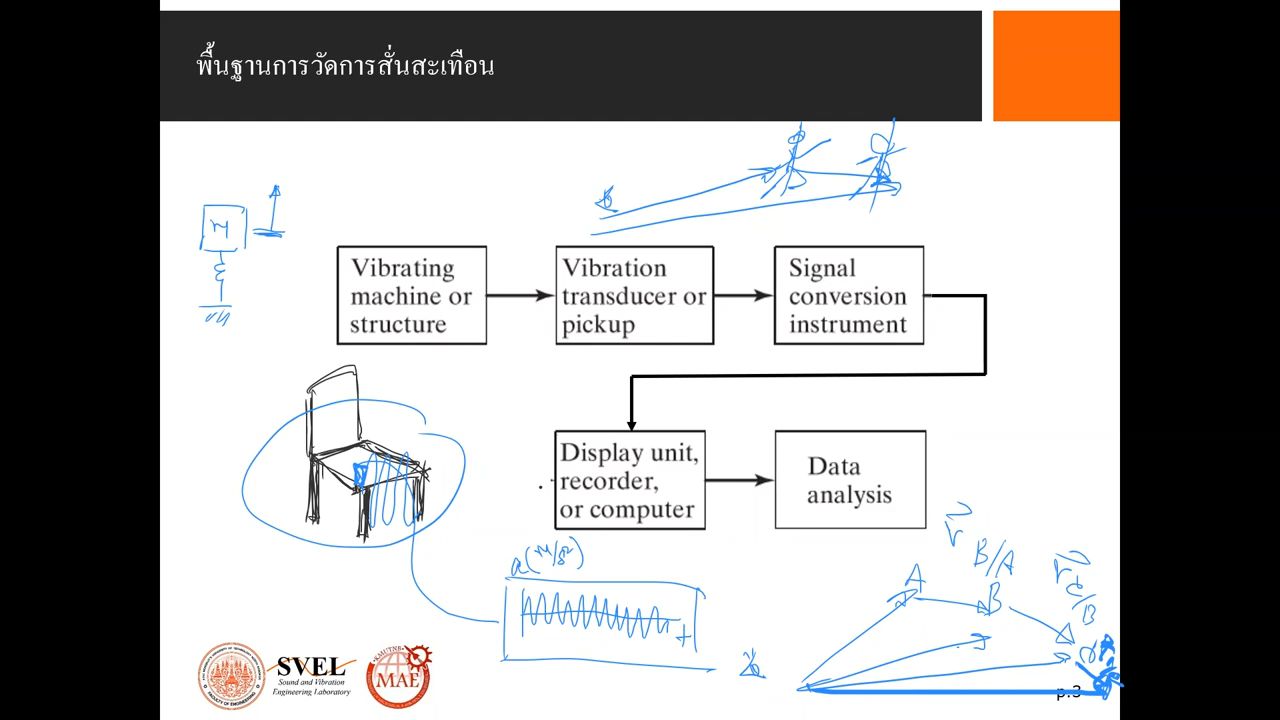 พื้นฐานการวัดการสั่นสะเทือน
M
Vibrating
machine or
structure
Vibration
transducer or
pickup
Signal
conversion
instrument
Display unit,
recorder,
or computer
Data
analysis
a(m/s²)
t
A
B
B/A
r
r
/B
SVEL
Sound and Vibration
Engineering Laboratory
KMUTNB
MAE
p.3